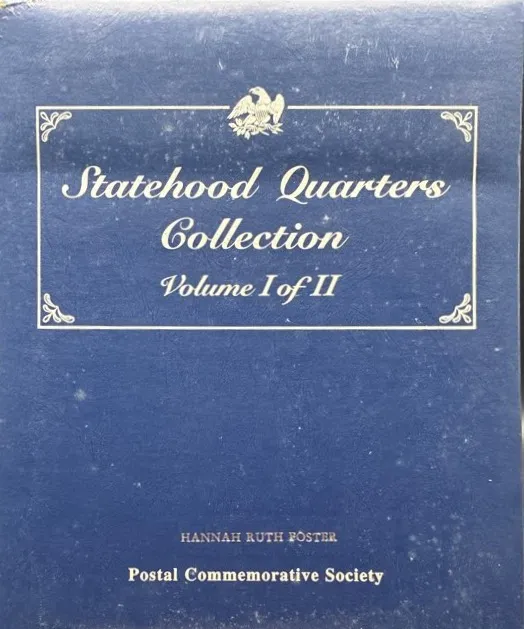 Statehood Quarters
Collection
Volume I of II
HANNAH RUTH FOSTER
Postal Commemorative Society